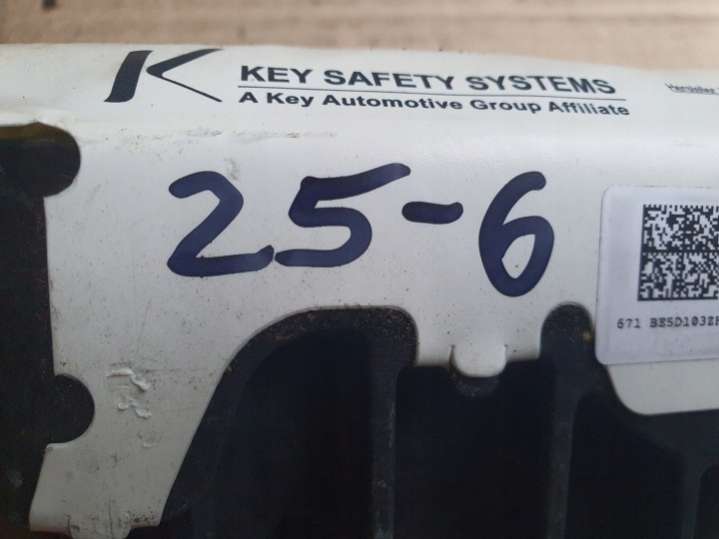 KEY SAFETY SYSTEMS
A Key Automotive Group Affiliate
25-6